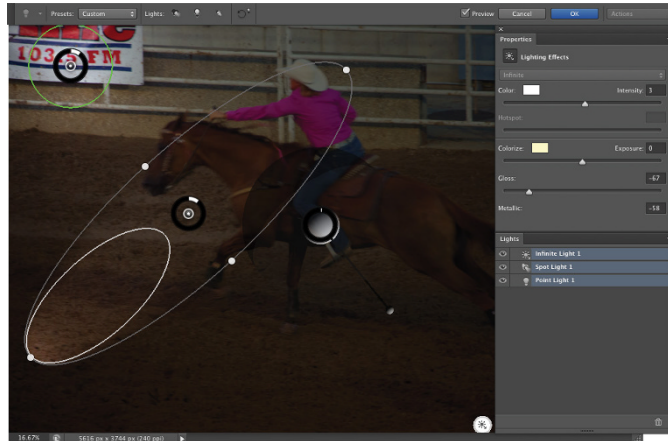 Presets: Custom Lights: Preview Cancel OK Actions
103.5 FM
Properties
Lighting Effects
Infinite
Color: Intensity: 3
Hotspot:
Colorize: Exposure: 0
Gloss: -67
Metallic: -58
Lights
Infinite Light 1
Spot Light 1
Point Light 1
16.67% 5616 px x 3744 px (240 ppi)